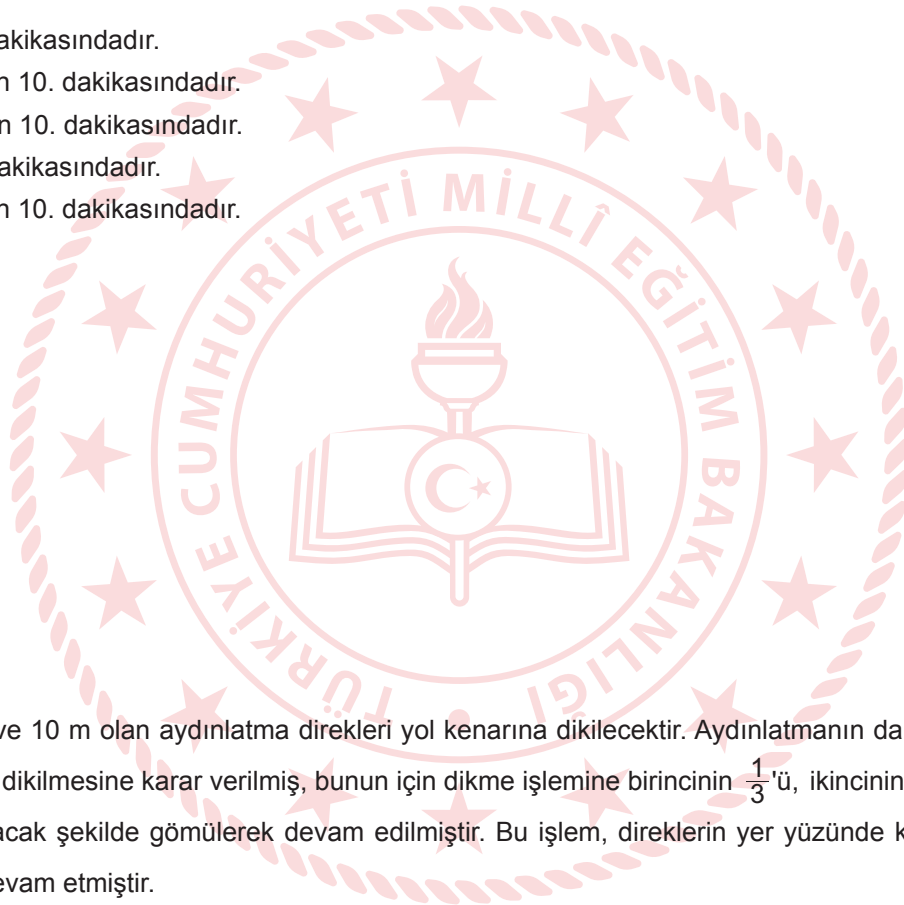 akikasındadır.
n 10. dakikasındadır.
n 10. dakikasındadır.
akikasındadır.
n 10. dakikasındadır.
TÜRKİYE CUMHURİYETİ MİLLÎ EĞİTİM BAKANLIĞI
ve 10 m olan aydınlatma direkleri yol kenarına dikilecektir. Aydınlatmanın da
dikilmesine karar verilmiş, bunun için dikme işlemine birincinin 1/3'ü, ikincinin
acak şekilde gömülerek devam edilmiştir. Bu işlem, direklerin yer yüzünde k
evam etmiştir.